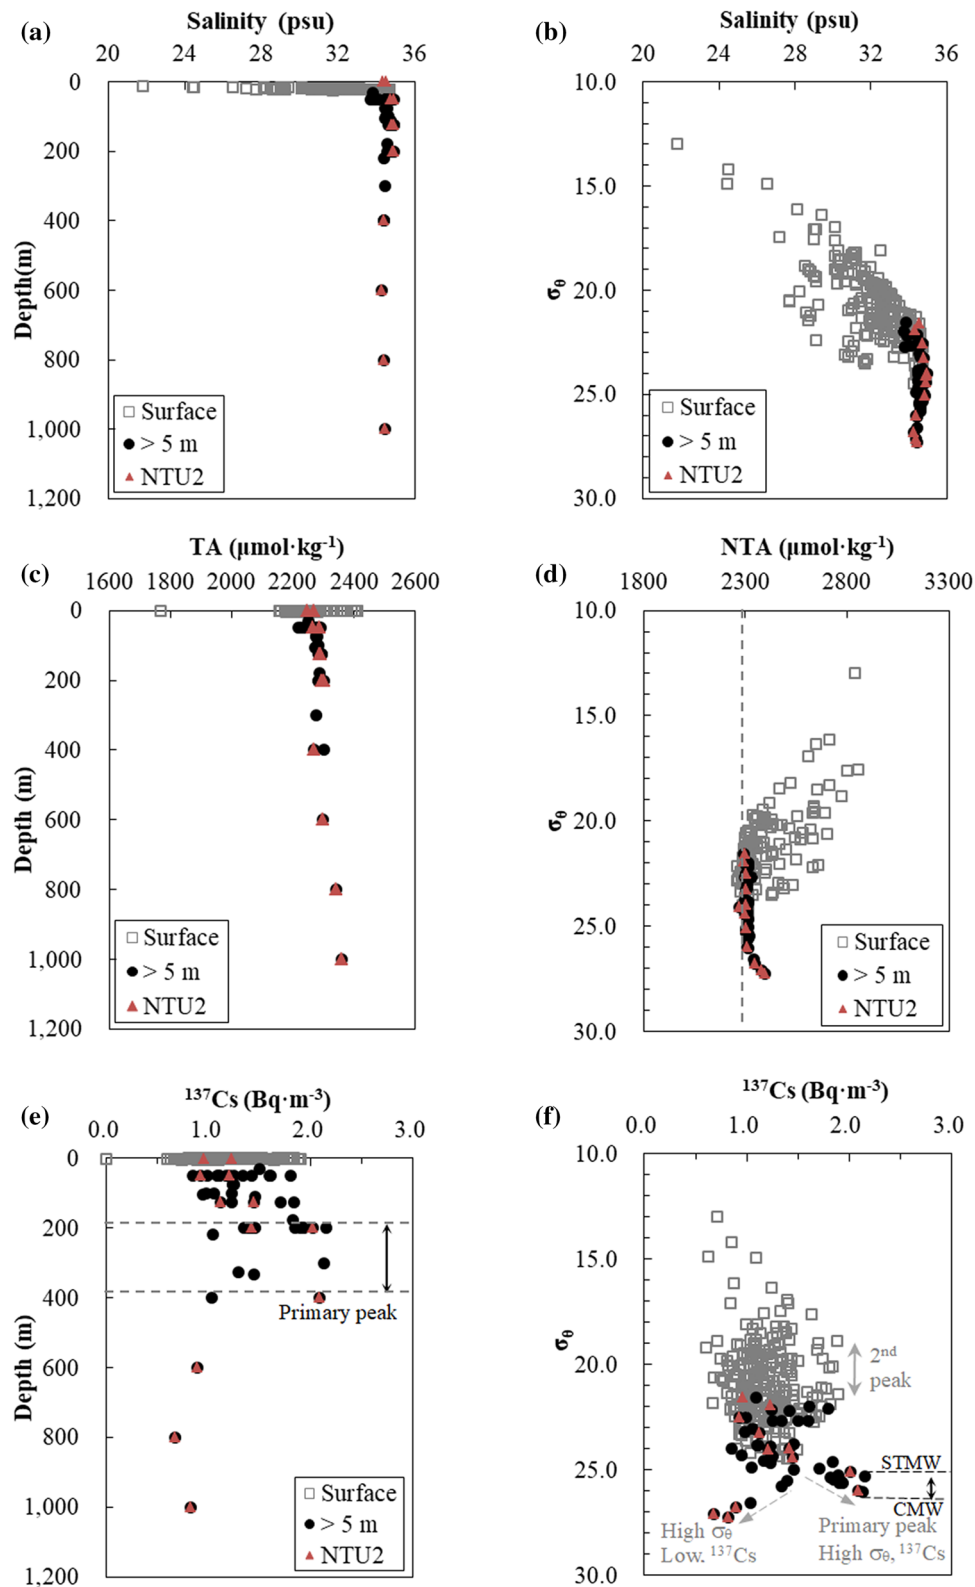 (a)
Salinity (psu)
20 24 28 32 36
0
200
400
600
800
1,000
1,200
Depth(m)
Surface
> 5 m
NTU2
(b)
Salinity (psu)
20 24 28 32 36
10.0
15.0
20.0
25.0
30.0
σθ
Surface
> 5 m
NTU2
(c)
TA (μmol·kg-1)
1600 1800 2000 2200 2400 2600
0
200
400
600
800
1,000
1,200
Depth (m)
Surface
> 5 m
NTU2
(d)
NTA (μmol·kg-1)
1800 2300 2800 3300
10.0
15.0
20.0
25.0
30.0
σθ
Surface
> 5 m
NTU2
(e)
137Cs (Bq·m-3)
0.0 1.0 2.0 3.0
0
200
400
600
800
1,000
Depth (m)
Primary peak
Surface
> 5 m
NTU2
(f)
137Cs (Bq·m-3)
0.0 1.0 2.0 3.0
10.0
15.0
20.0
25.0
30.0
σθ
2nd
peak
STMW
CMW
High σθ
Low. 137Cs
Primary peak
High σθ, 137Cs